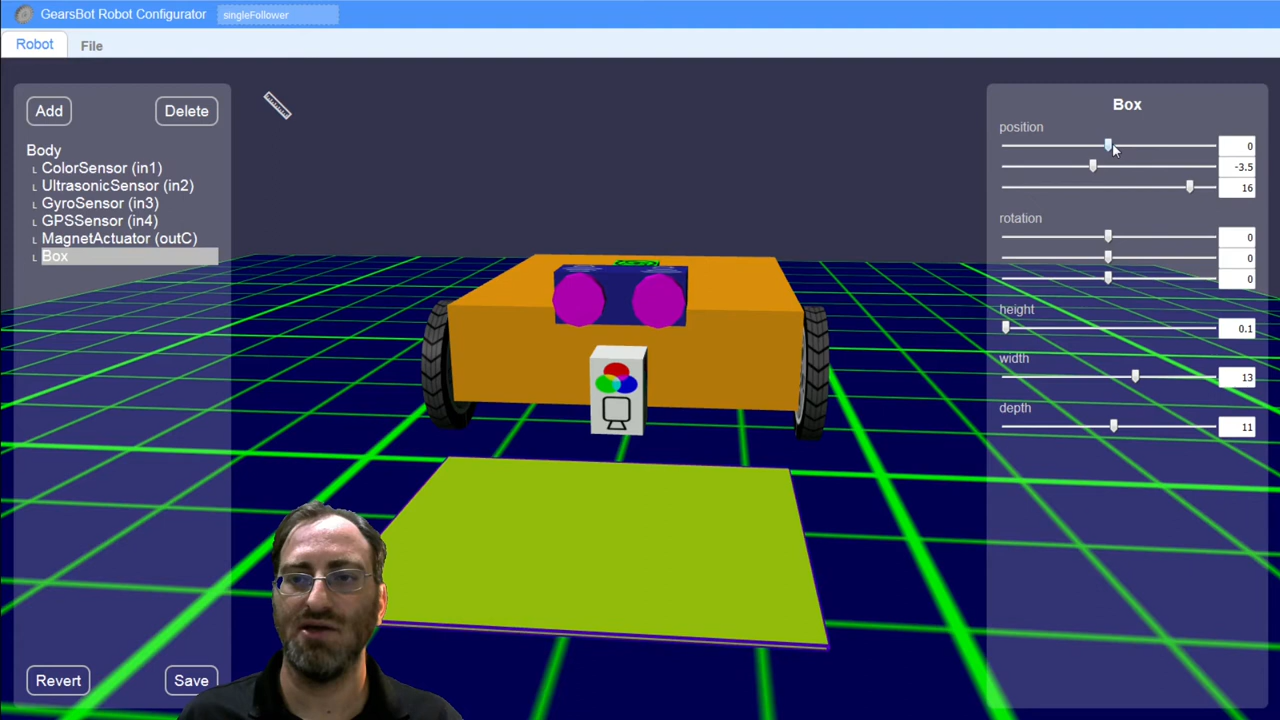 GearsBot Robot Configurator
singleFollower
Robot
File
Add
Delete
Body
L ColorSensor (in1)
L UltrasonicSensor (in2)
L GyroSensor (in3)
L GPSSensor (in4)
L MagnetActuator (outC)
L Box
Revert
Save
Box
position
0
-3.5
16
rotation
0
0
0
height
0.1
width
13
depth
11